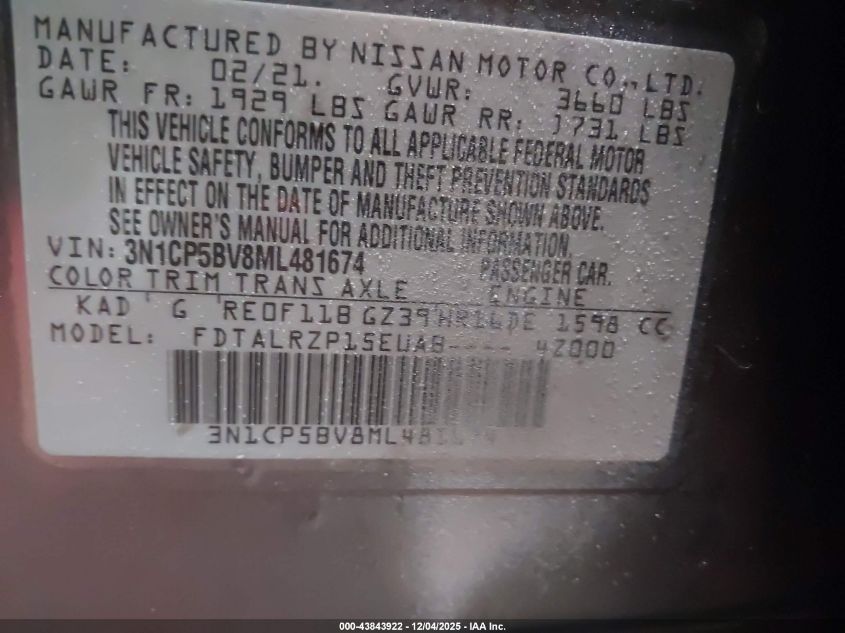 MANUFACTURED BY NISSAN MOTOR CO., LTD.
DATE: 02/21. GVWR: 3660 LBS
GAWR FR: 1929 LBS GAWR RR: 1731 LBS
THIS VEHICLE CONFORMS TO ALL APPLICABLE FEDERAL MOTOR
VEHICLE SAFETY, BUMPER AND THEFT PREVENTION STANDARDS
IN EFFECT ON THE DATE OF MANUFACTURE SHOWN ABOVE.
SEE OWNER'S MANUAL FOR ADDITIONAL INFORMATION.
VIN: 3N1CP5BV8ML481674 PASSENGER CAR.
COLOR TRIM TRANS AXLE ENGINE
KAD G RE0F11B GZ39 HR16DE 1598 CC
MODEL: FDTALRZP15EUAB---- 4Z000
3N1CP5BV8ML481674
000-43843922 | 12/04/2025 - IAA Inc.